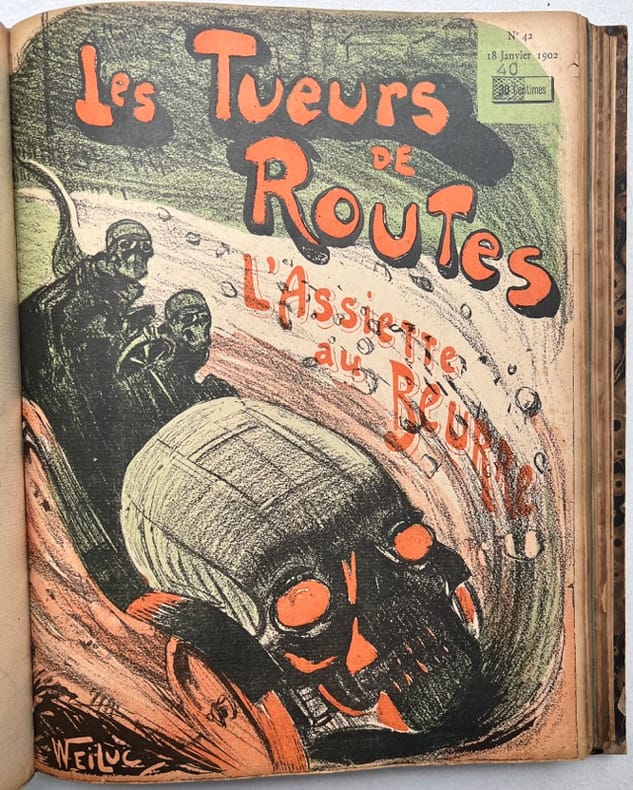 N° 42
18 Janvier 1902
40
30 Centimes
Les Tueurs
de
Routes
L'Assiette
au
Beurre
Weiluc